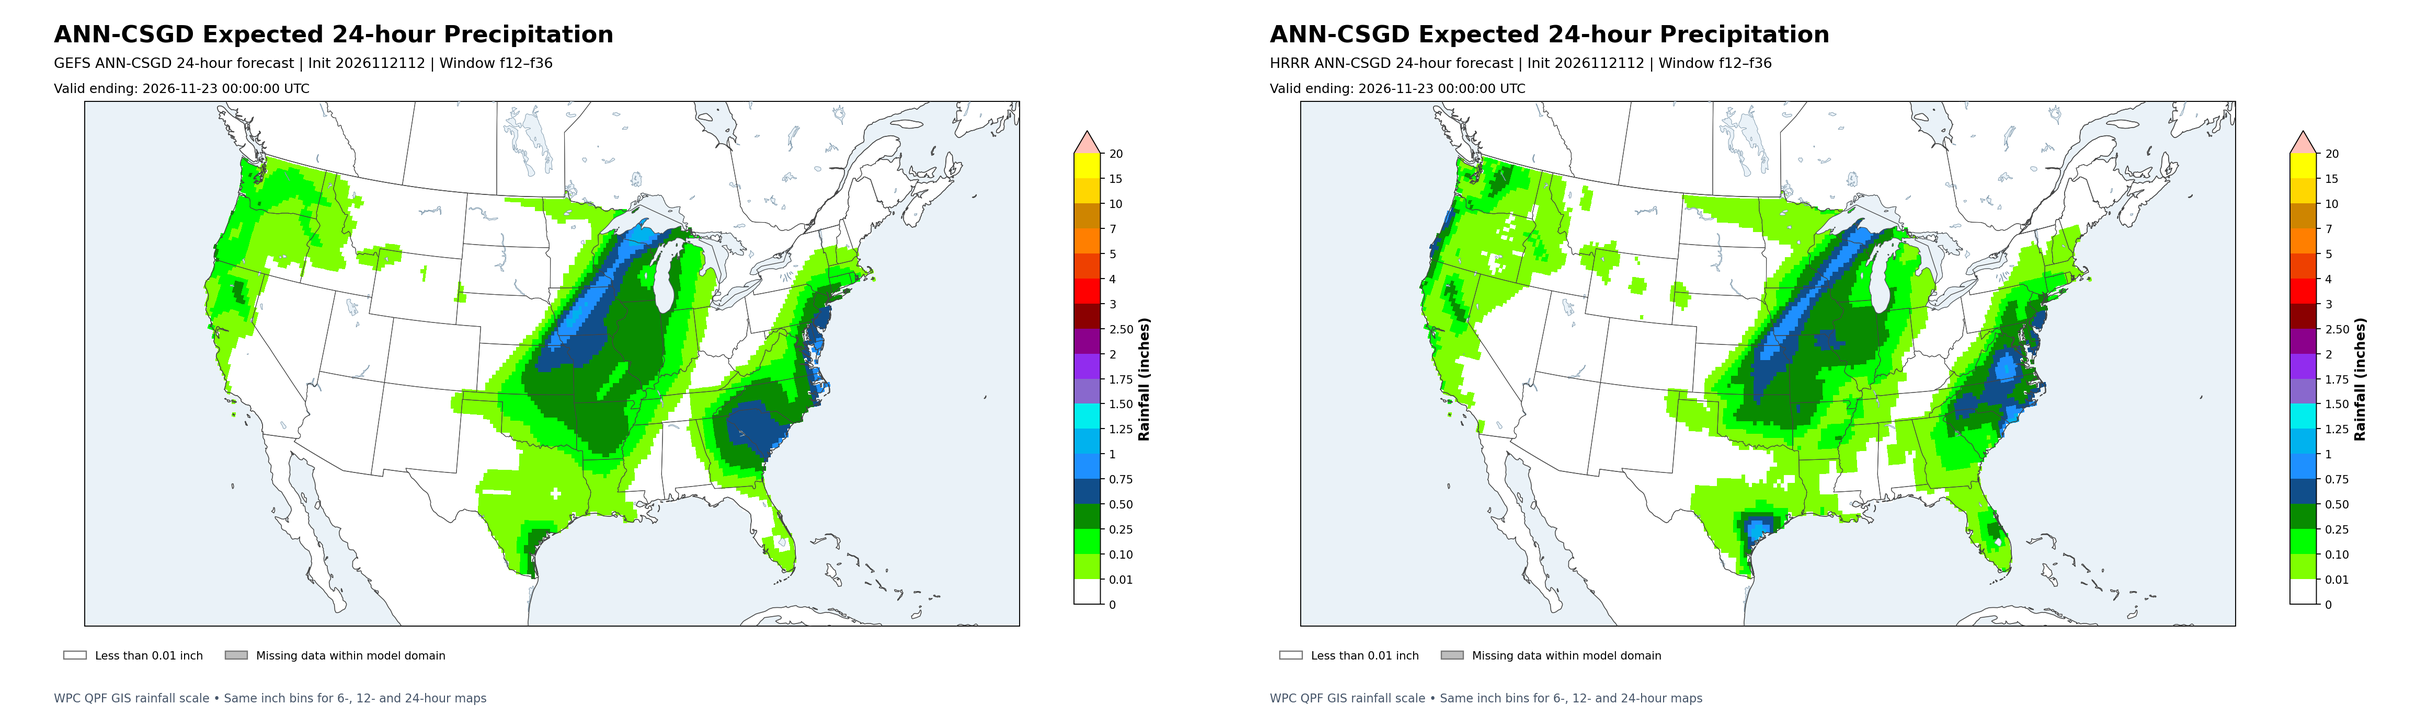 ANN-CSGD Expected 24-hour Precipitation
GEFS ANN-CSGD 24-hour forecast | Init 2026112112 | Window f12–f36
Valid ending: 2026-11-23 00:00:00 UTC
20
15
10
7
5
4
3
2.50
2
1.75
1.50
1.25
1
0.75
0.50
0.25
0.10
0.01
0
Rainfall (inches)
Less than 0.01 inch
Missing data within model domain
WPC QPF GIS rainfall scale • Same inch bins for 6-, 12- and 24-hour maps
ANN-CSGD Expected 24-hour Precipitation
HRRR ANN-CSGD 24-hour forecast | Init 2026112112 | Window f12–f36
Valid ending: 2026-11-23 00:00:00 UTC
20
15
10
7
5
4
3
2.50
2
1.75
1.50
1.25
1
0.75
0.50
0.25
0.10
0.01
0
Rainfall (inches)
Less than 0.01 inch
Missing data within model domain
WPC QPF GIS rainfall scale • Same inch bins for 6-, 12- and 24-hour maps